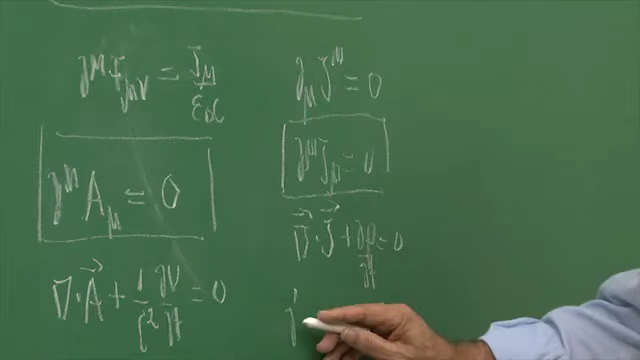 ∂^μ F_μν = J_μ / ε₀c
∂^μ A_μ = 0
∇·A⃗ + 1/c² ∂V/∂t = 0
∂_μ J^μ = 0
∂^μ J_μ = 0
∇⃗·J⃗ + ∂ρ/∂t = 0